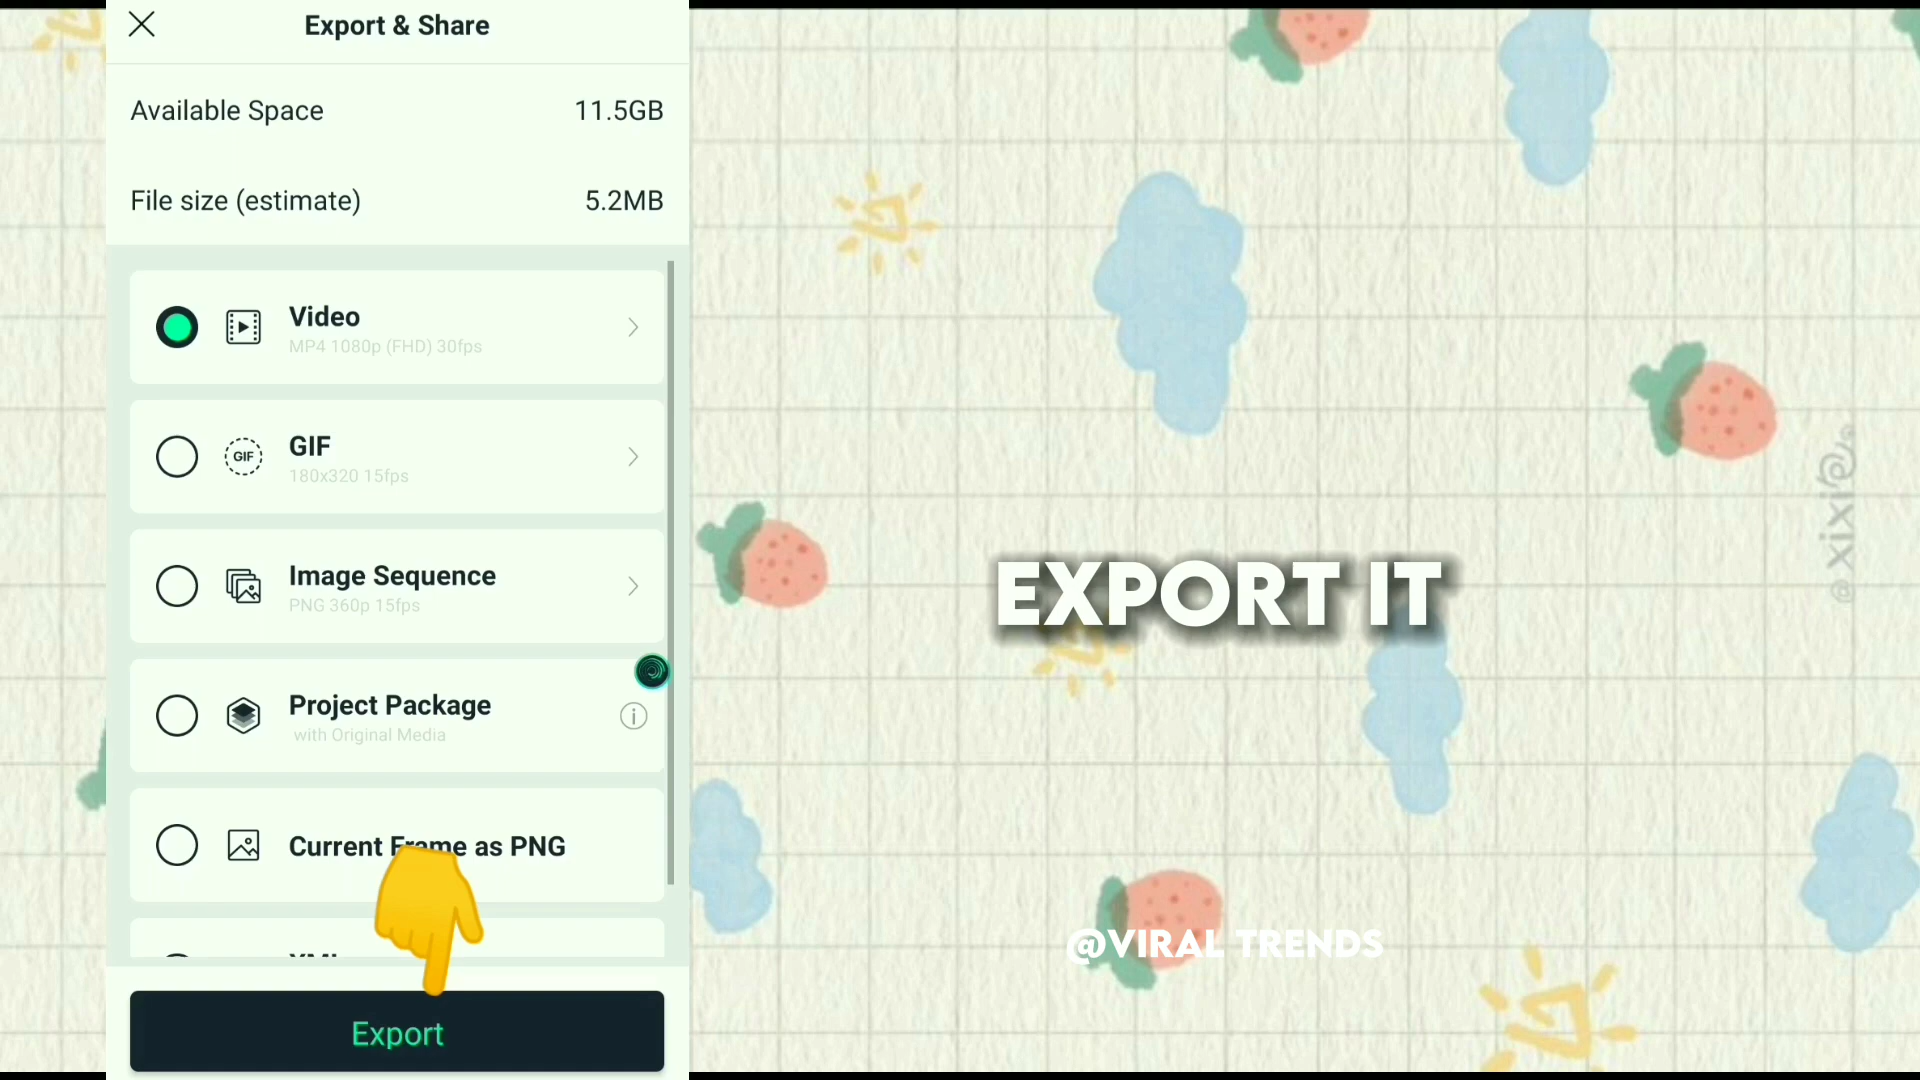 Export & Share
Available Space 11.5GB
File size (estimate) 5.2MB
Video
MP4 1080p (FHD) 30fps
GIF
GIF
180x320 15fps
Image Sequence
PNG 360p 15fps
Project Package
with Original Media
Current Frame as PNG
XML
Export
EXPORT IT
@VIRAL TRENDS
@xixi